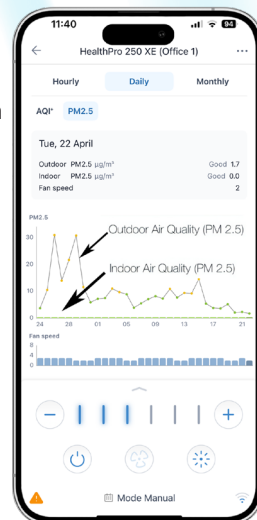 11:40
94
HealthPro 250 XE (Office 1)
Hourly Daily Monthly
AQI* PM2.5
Tue, 22 April
Outdoor PM2.5 µg/m³ Good 1.7
Indoor PM2.5 µg/m³ Good 0.0
Fan speed 2
PM2.5
30
Outdoor Air Quality (PM 2.5)
20
Indoor Air Quality (PM 2.5)
10
0
24 28 01 05 09 13 17 21
Fan speed
8
4
0
Mode Manual